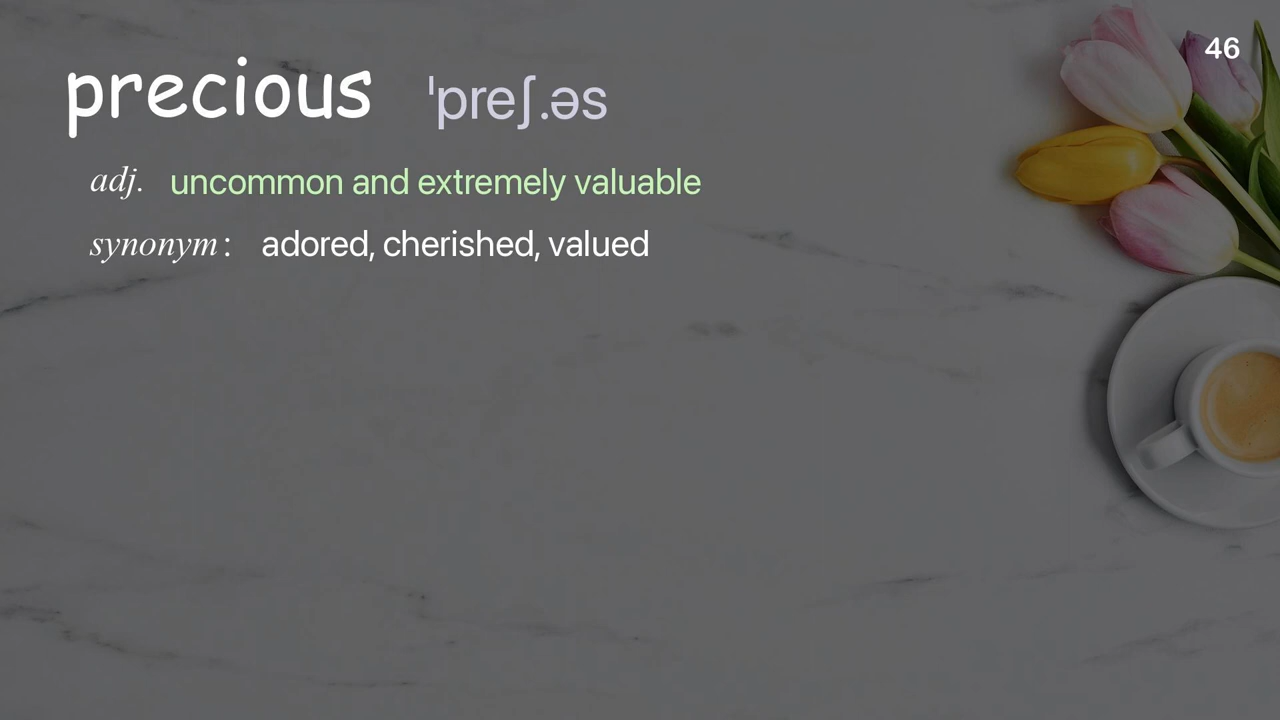 46
precious ˈpreʃ.əs
adj. uncommon and extremely valuable
synonym: adored, cherished, valued